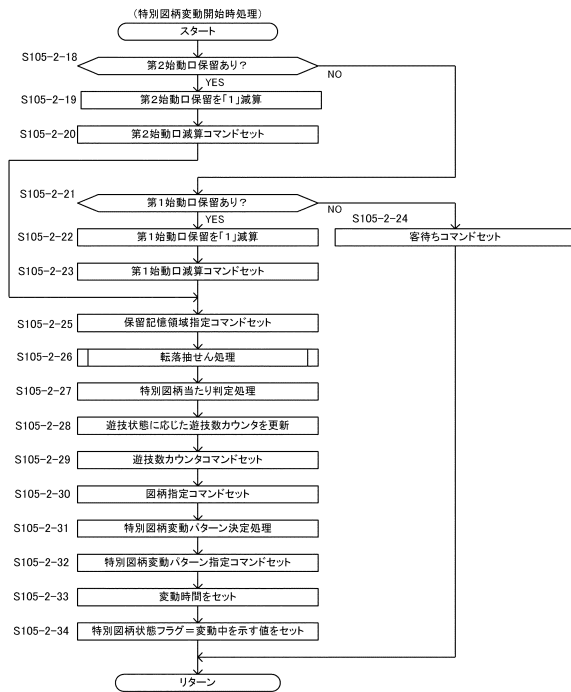 (特別図柄変動開始時処理)
スタート
S105-2-18
第2始動口保留あり?
NO
YES
S105-2-19
第2始動口保留を「1」減算
S105-2-20
第2始動口減算コマンドセット
S105-2-21
第1始動口保留あり?
NO
YES
S105-2-24
S105-2-22
第1始動口保留を「1」減算
客待ちコマンドセット
S105-2-23
第1始動口減算コマンドセット
S105-2-25
保留記憶領域指定コマンドセット
S105-2-26
転落抽せん処理
S105-2-27
特別図柄当たり判定処理
S105-2-28
遊技状態に応じた遊技数カウンタを更新
S105-2-29
遊技数カウンタコマンドセット
S105-2-30
図柄指定コマンドセット
S105-2-31
特別図柄変動パターン決定処理
S105-2-32
特別図柄変動パターン指定コマンドセット
S105-2-33
変動時間をセット
S105-2-34
特別図柄状態フラグ=変動中を示す値をセット
リターン